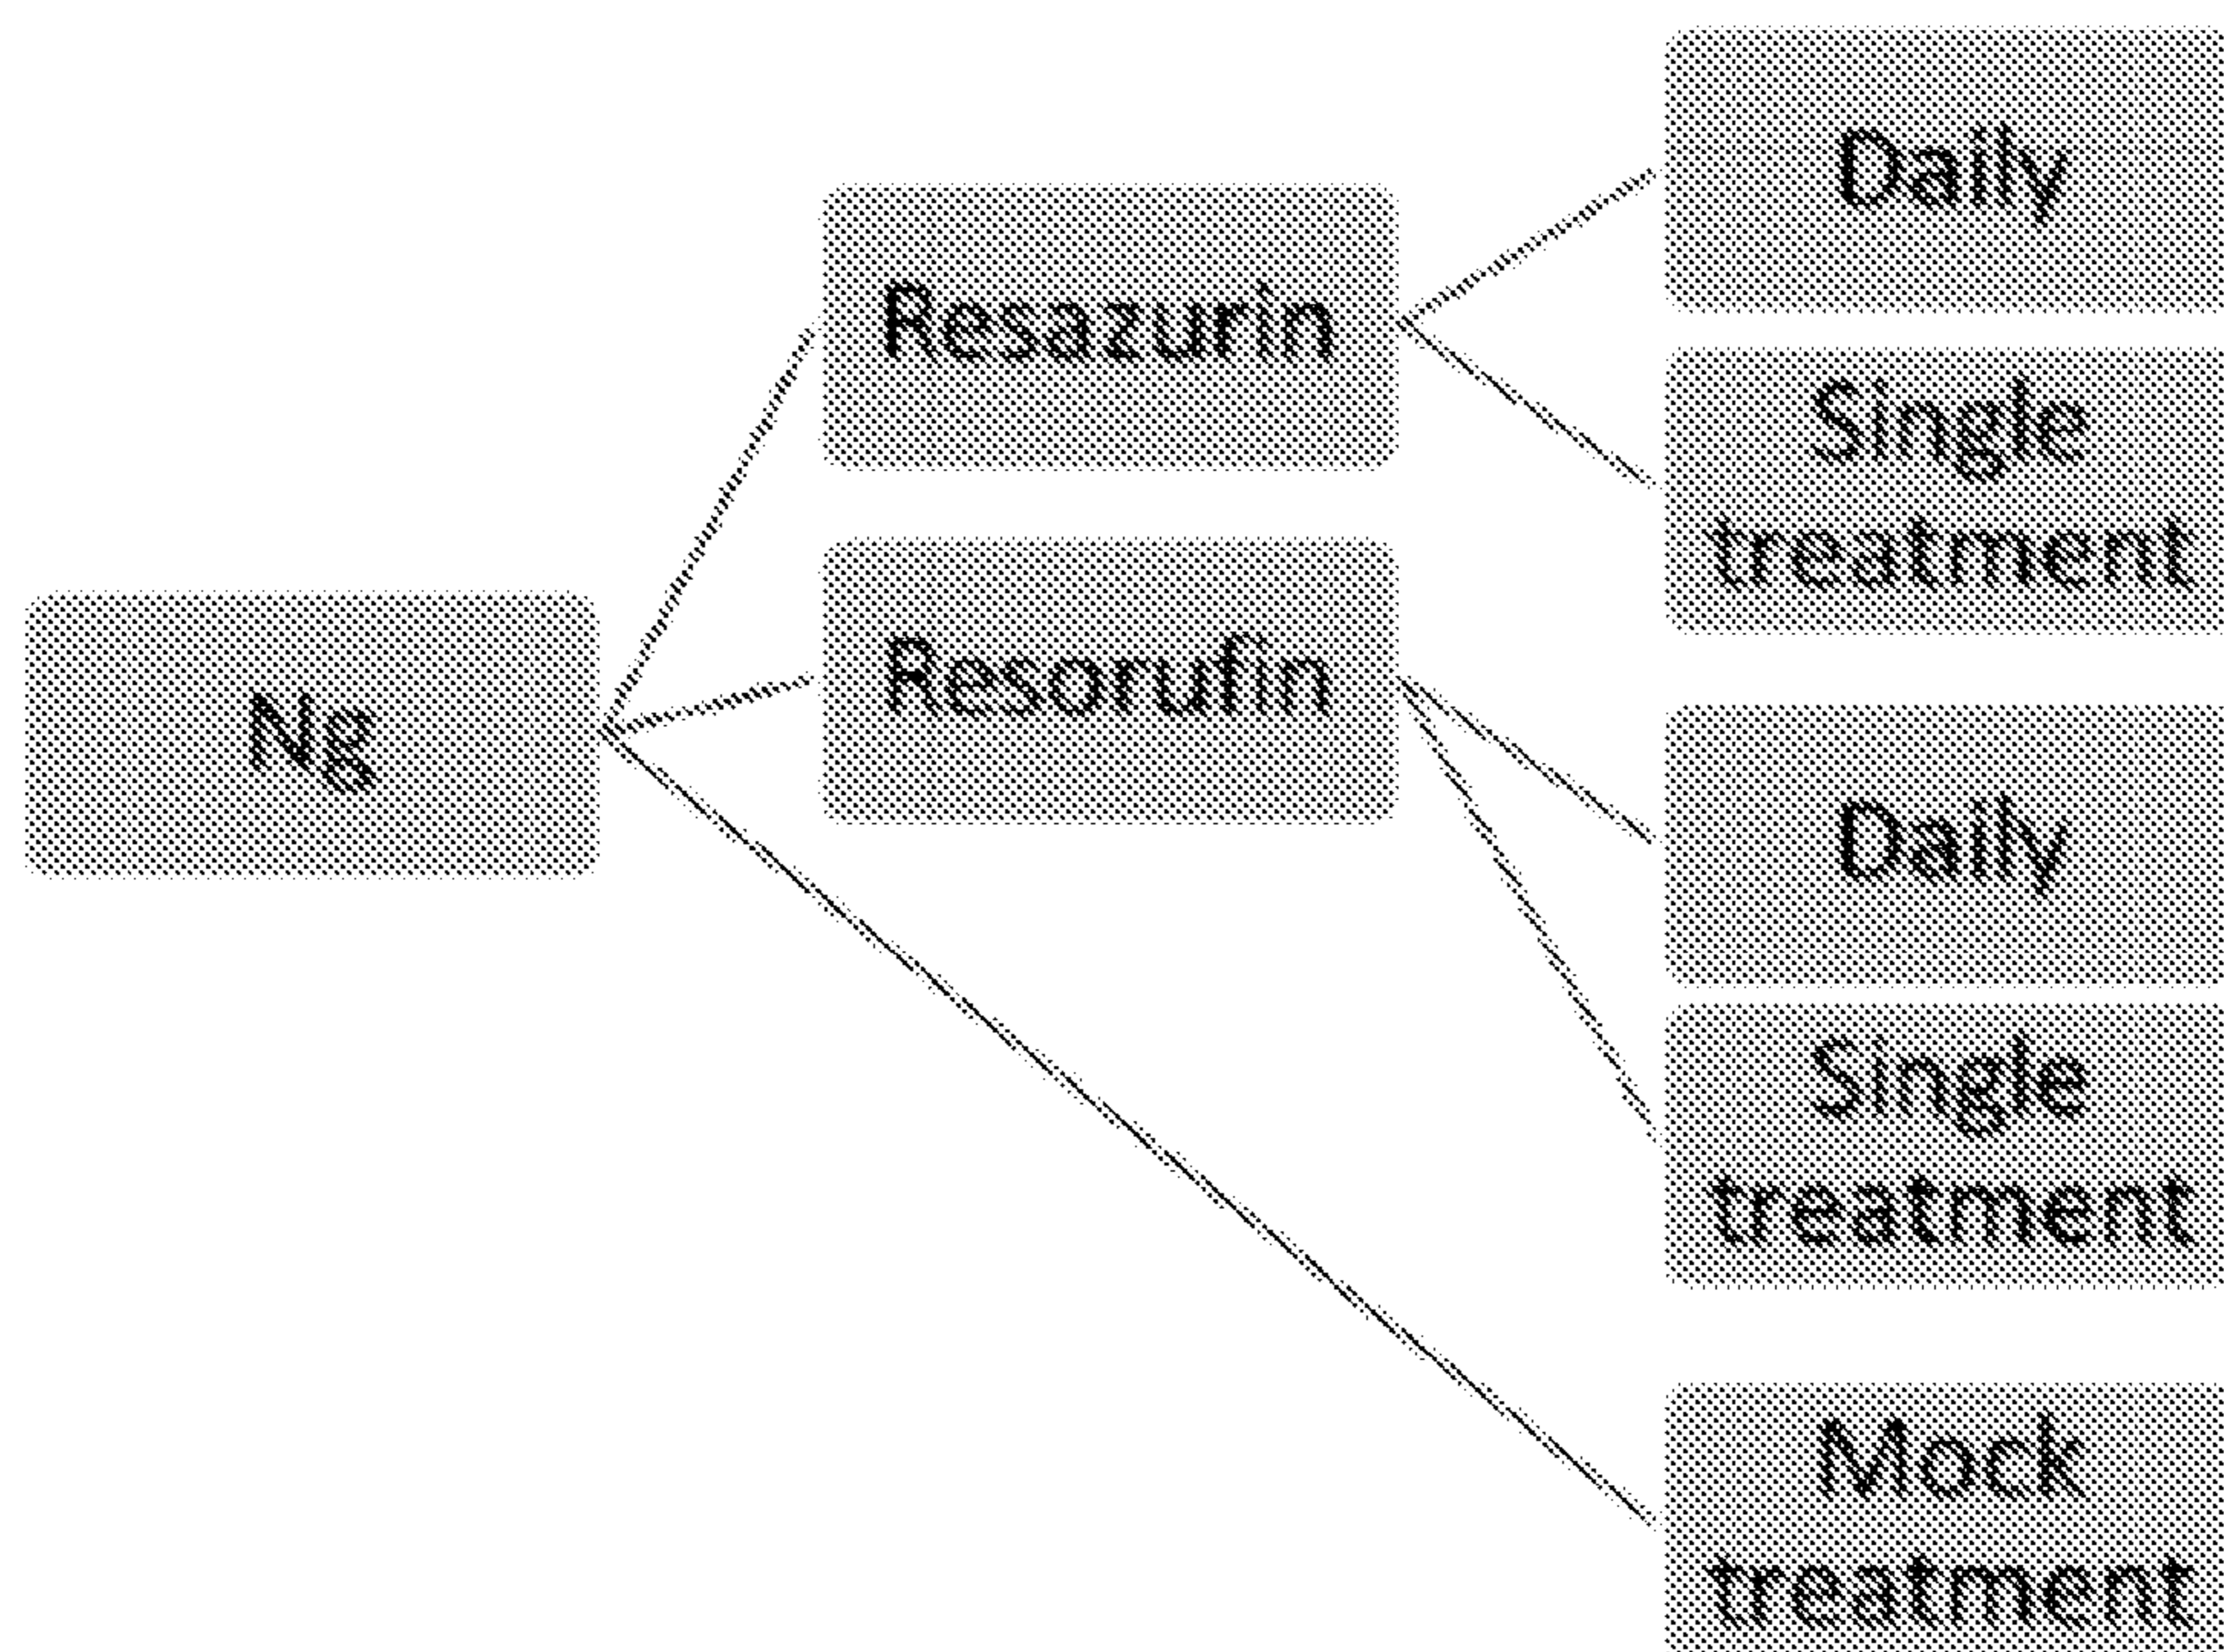 Ng
Resazurin
Resorufin
Daily
Single
treatment
Daily
Single
treatment
Mock
treatment